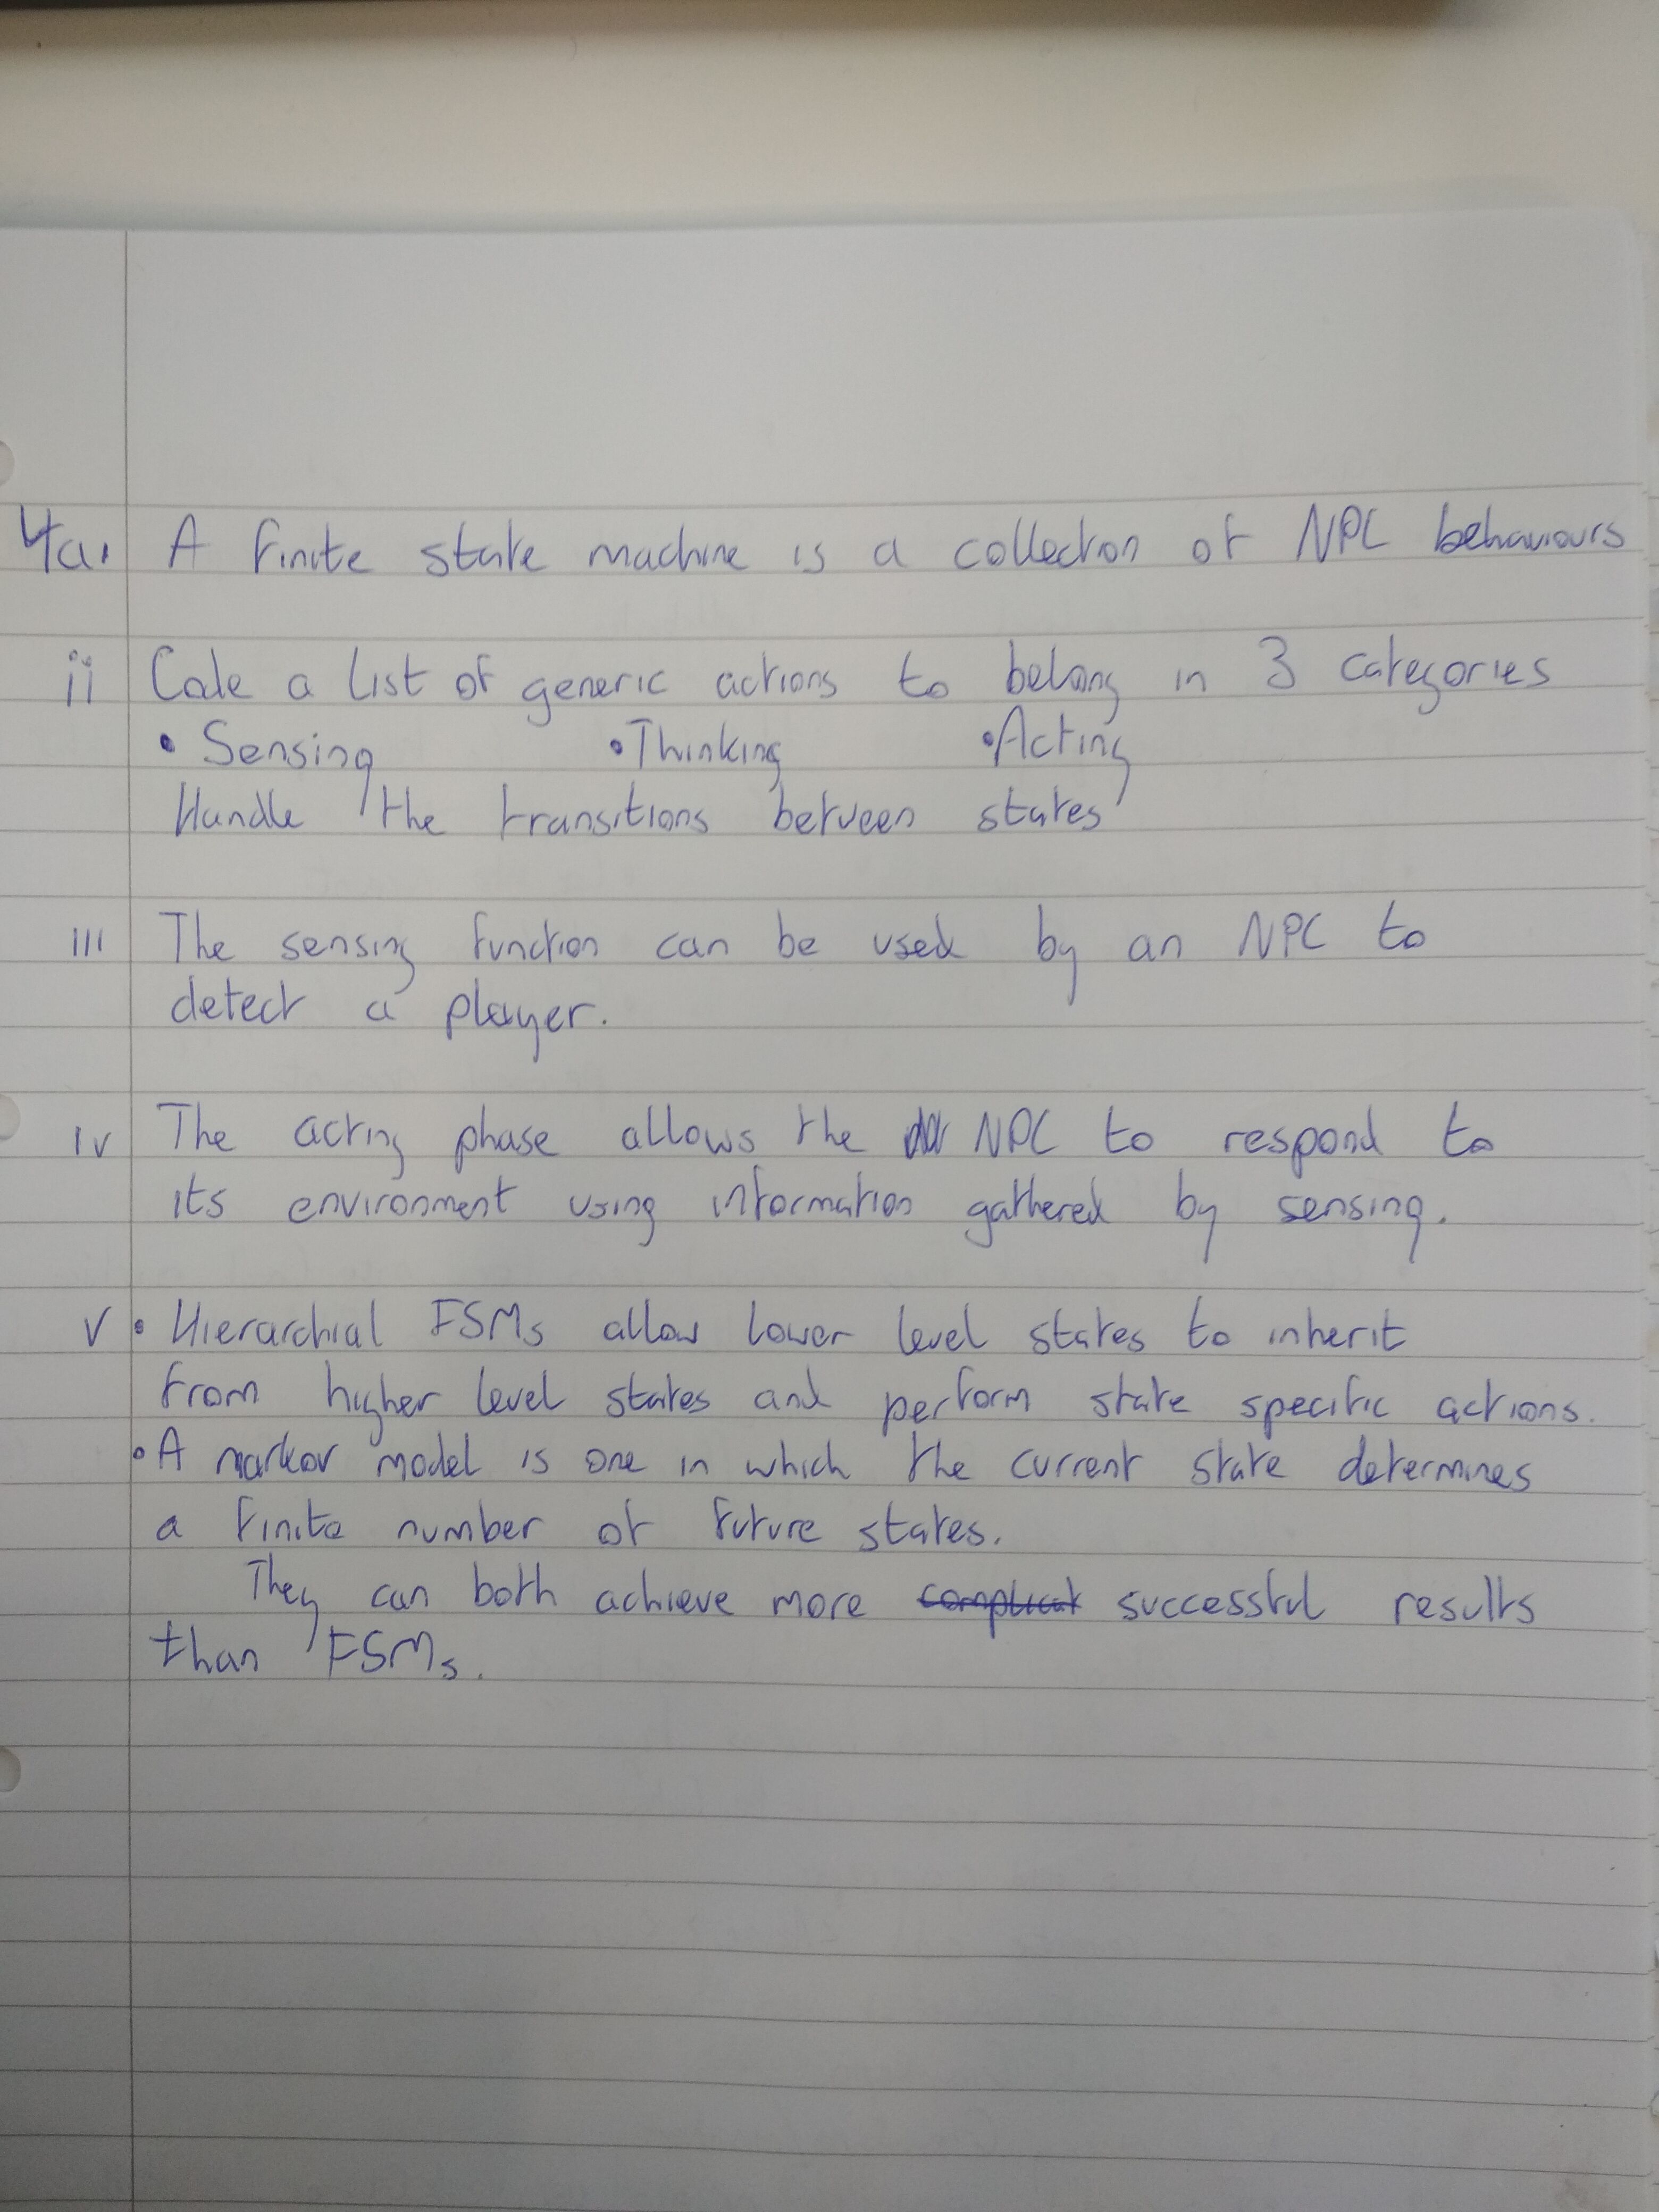 4ai A finite state machine is a collection of NPC behaviours
ii Code a list of generic actions to belong in 3 categories
• Sensing • Thinking • Acting
Handle the transitions between states
iii The sensing function can be used by an NPC to
detect a player.
iv The acting phase allows the NPC to respond to
its environment using information gathered by sensing.
v • Hierarchial FSMs allow lower level states to inherit
from higher level states and perform state specific actions.
• A markov model is one in which the current state determines
a finite number of future states.
They can both achieve more complicat successful results
than FSMs.